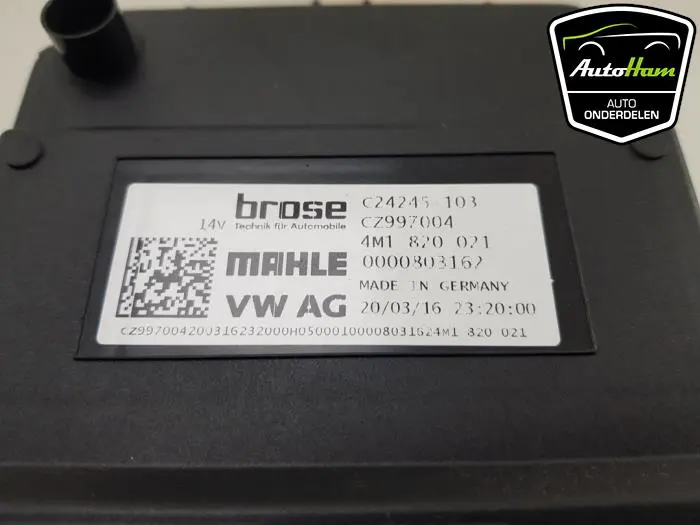 AutoHam
AUTO
ONDERDELEN
brose
14V Technik für Automobile
MAHLE
VW AG
C24245-103
CZ997004
4M1 820 021
0000803162
MADE IN GERMANY
20/03/16 23:20:00
CZ997004200316232000H05000100008031624M1 820 021